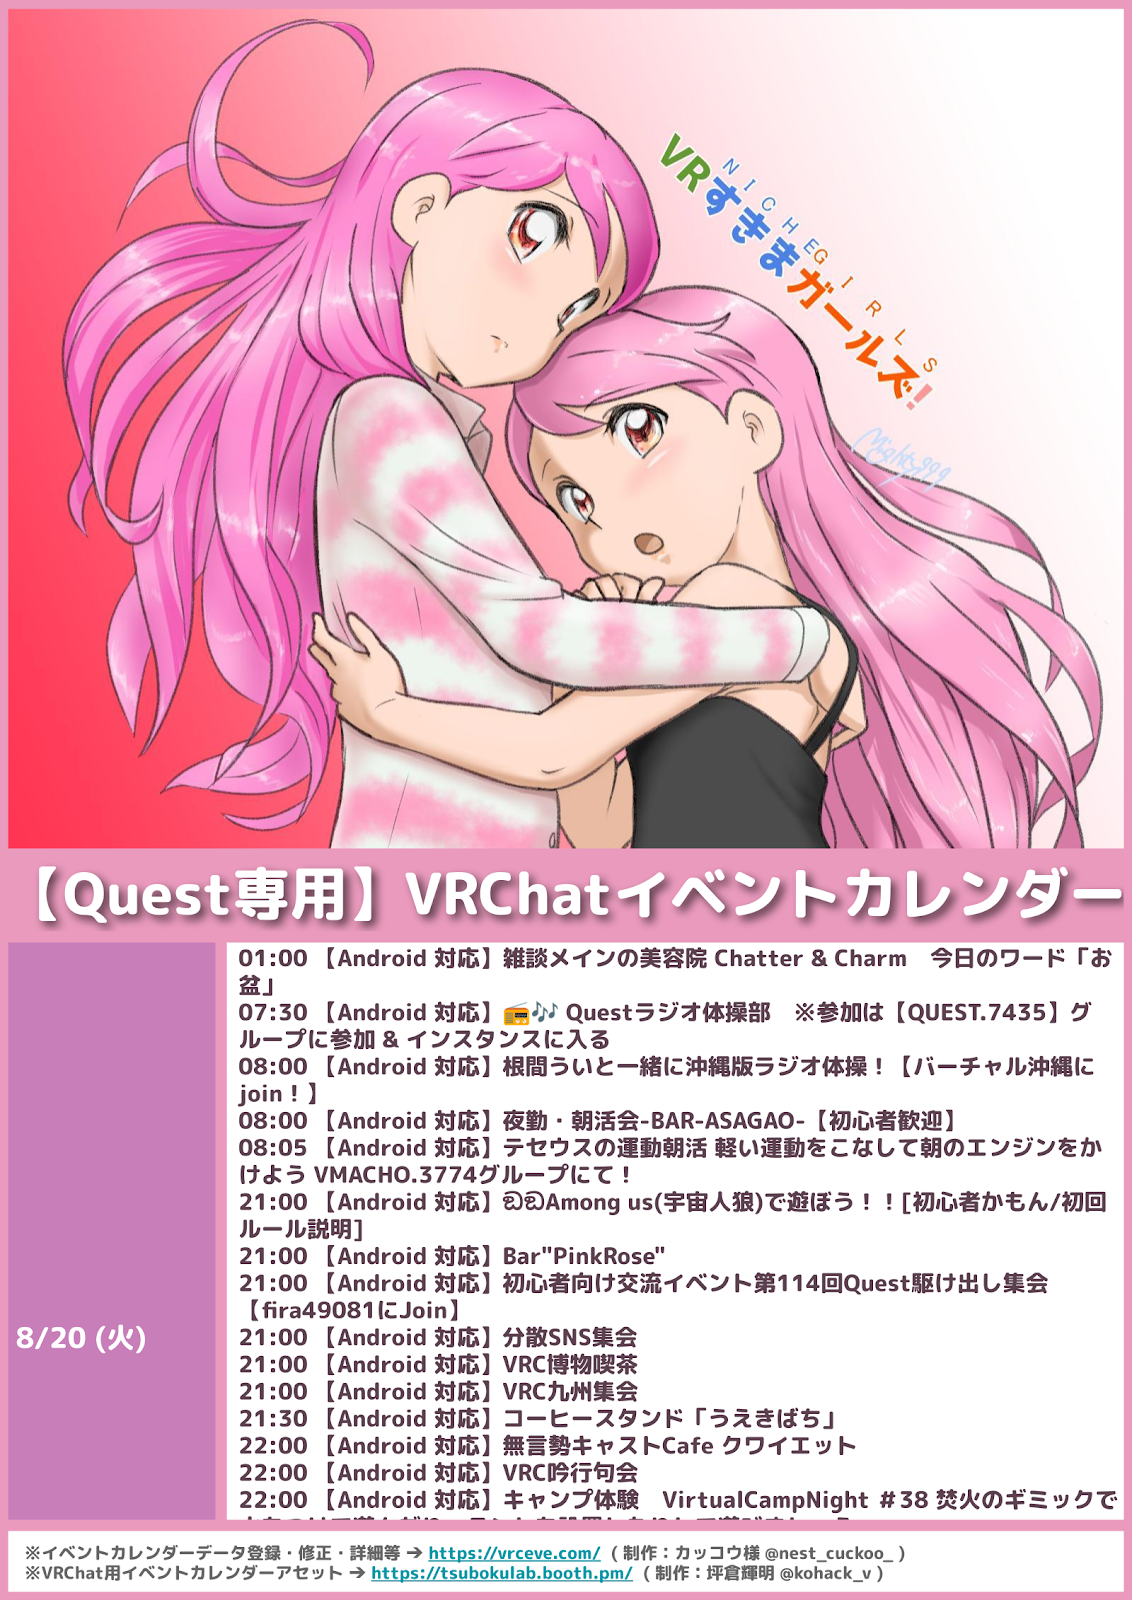 NICHE GIRLS
VRすきまガールズ!
Mighty999
【Quest専用】VRChatイベントカレンダー
8/20 (火)
01:00 【Android 対応】雑談メインの美容院 Chatter & Charm　今日のワード「お
盆」
07:30 【Android 対応】📻🎶 Questラジオ体操部　※参加は【QUEST.7435】グ
ループに参加 & インスタンスに入る
08:00 【Android 対応】根間ういと一緒に沖縄版ラジオ体操！【バーチャル沖縄に
join！】
08:00 【Android 対応】夜勤・朝活会-BAR-ASAGAO-【初心者歓迎】
08:05 【Android 対応】テセウスの運動朝活 軽い運動をこなして朝のエンジンをか
けよう VMACHO.3774グループにて！
21:00 【Android 対応】ඞඞAmong us(宇宙人狼)で遊ぼう！！[初心者かもん/初回
ルール説明]
21:00 【Android 対応】Bar"PinkRose"
21:00 【Android 対応】初心者向け交流イベント第114回Quest駆け出し集会
【fira49081にJoin】
21:00 【Android 対応】分散SNS集会
21:00 【Android 対応】VRC博物喫茶
21:00 【Android 対応】VRC九州集会
21:30 【Android 対応】コーヒースタンド「うえきばち」
22:00 【Android 対応】無言勢キャストCafe クワイエット
22:00 【Android 対応】VRC吟行句会
22:00 【Android 対応】キャンプ体験　VirtualCampNight ＃38 焚火のギミックで
※イベントカレンダーデータ登録・修正・詳細等 → https://vrceve.com/ （制作：カッコウ様 @nest_cuckoo_ ）
※VRChat用イベントカレンダーアセット → https://tsubokulab.booth.pm/ （制作：坪倉輝明 @kohack_v ）